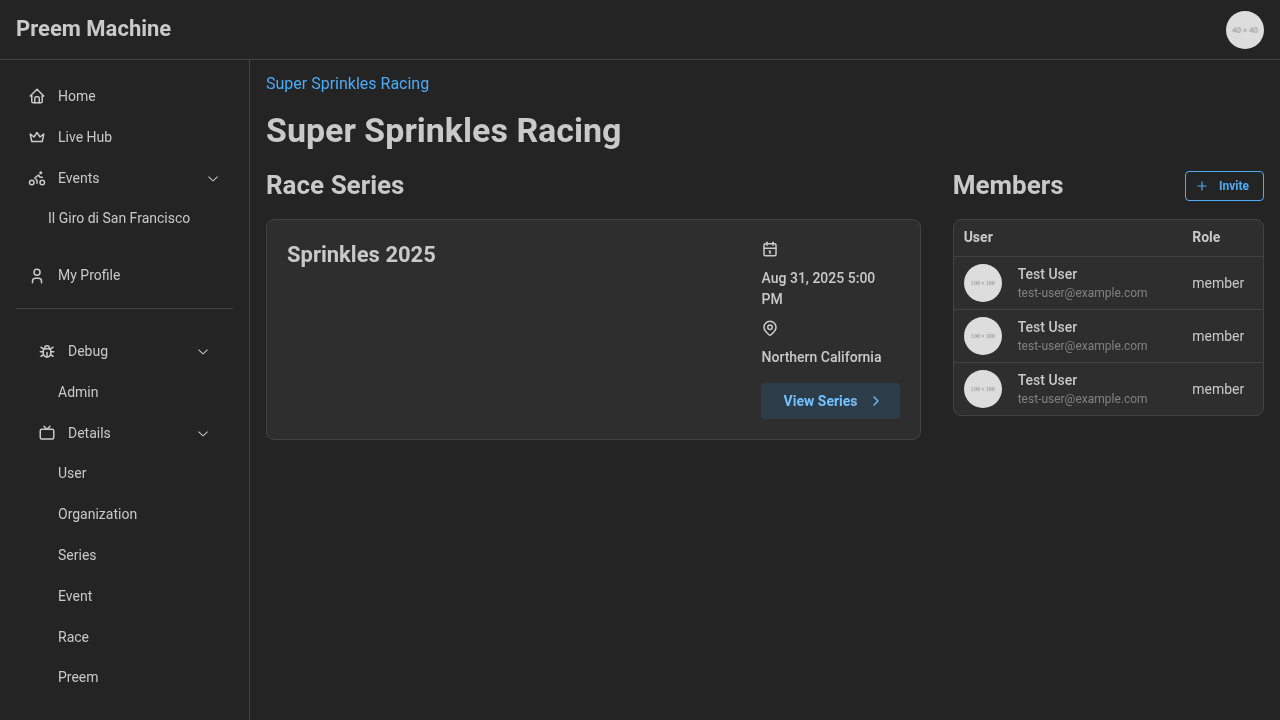 Preem Machine
40 × 40
Home
Live Hub
Events
Il Giro di San Francisco
My Profile
Debug
Admin
Details
User
Organization
Series
Event
Race
Preem
Super Sprinkles Racing
Super Sprinkles Racing
Race Series
Sprinkles 2025
Aug 31, 2025 5:00
PM
Northern California
View Series
Members
Invite
User Role
100 × 100
Test User
test-user@example.com
member
100 × 100
Test User
test-user@example.com
member
100 × 100
Test User
test-user@example.com
member